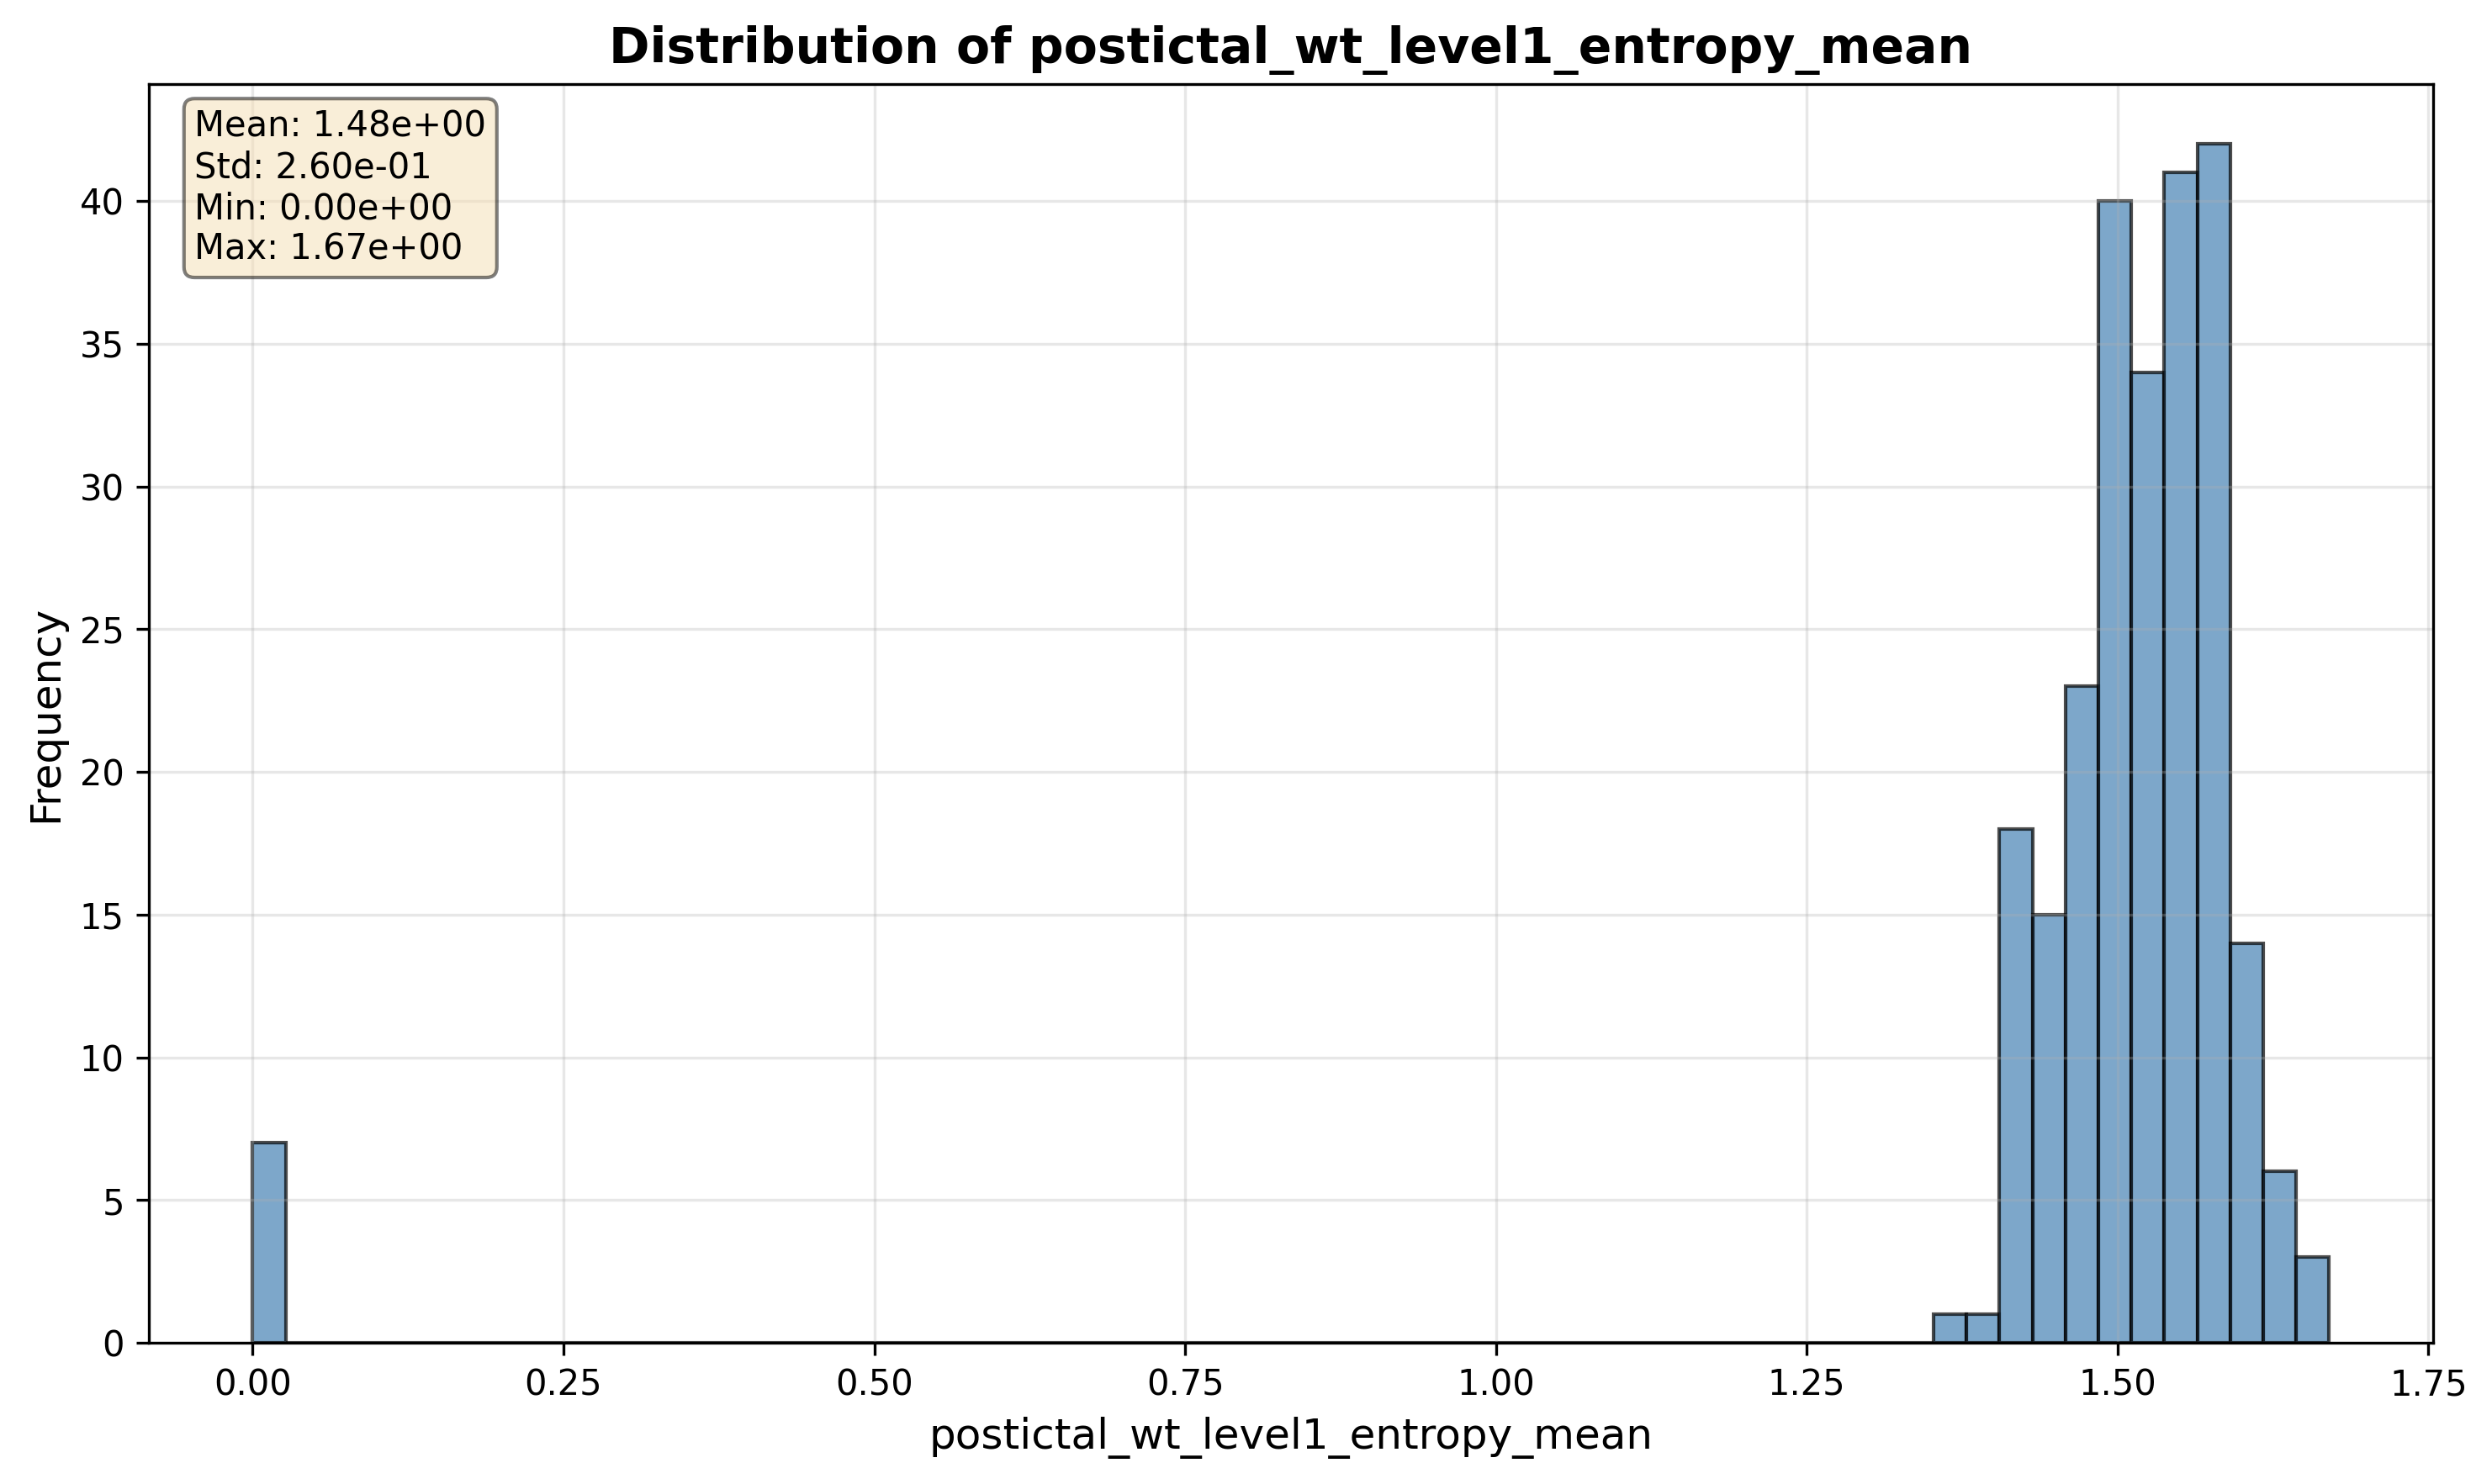 Distribution of postictal_wt_level1_entropy_mean
Mean: 1.48e+00
Std: 2.60e-01
Min: 0.00e+00
Max: 1.67e+00
Frequency
40
35
30
25
20
15
10
5
0
0.00 0.25 0.50 0.75 1.00 1.25 1.50 1.75
postictal_wt_level1_entropy_mean